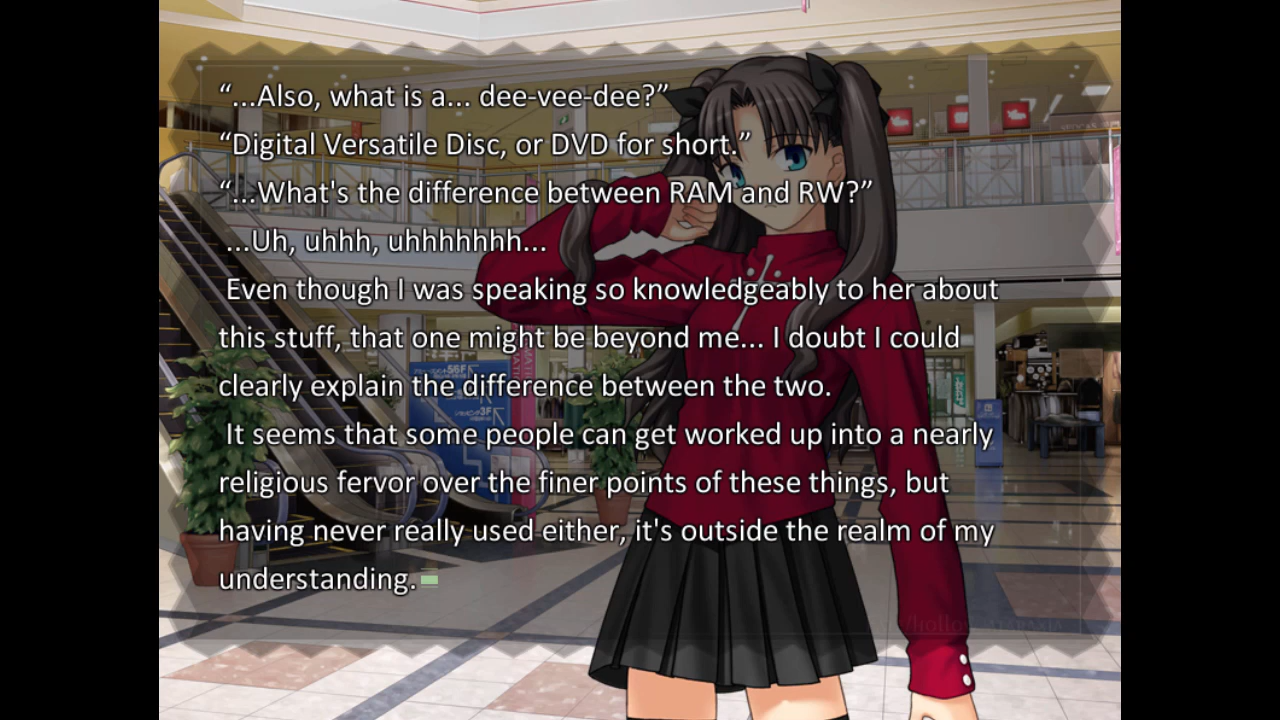 “...Also, what is a... dee-vee-dee?”
“Digital Versatile Disc, or DVD for short.”
“...What's the difference between RAM and RW?”
...Uh, uhhh, uhhhhhhh...
Even though I was speaking so knowledgeably to her about
this stuff, that one might be beyond me... I doubt I could
clearly explain the difference between the two.
It seems that some people can get worked up into a nearly
religious fervor over the finer points of these things, but
having never really used either, it's outside the realm of my
understanding.
56F
3F
/hollow ATARAXIA